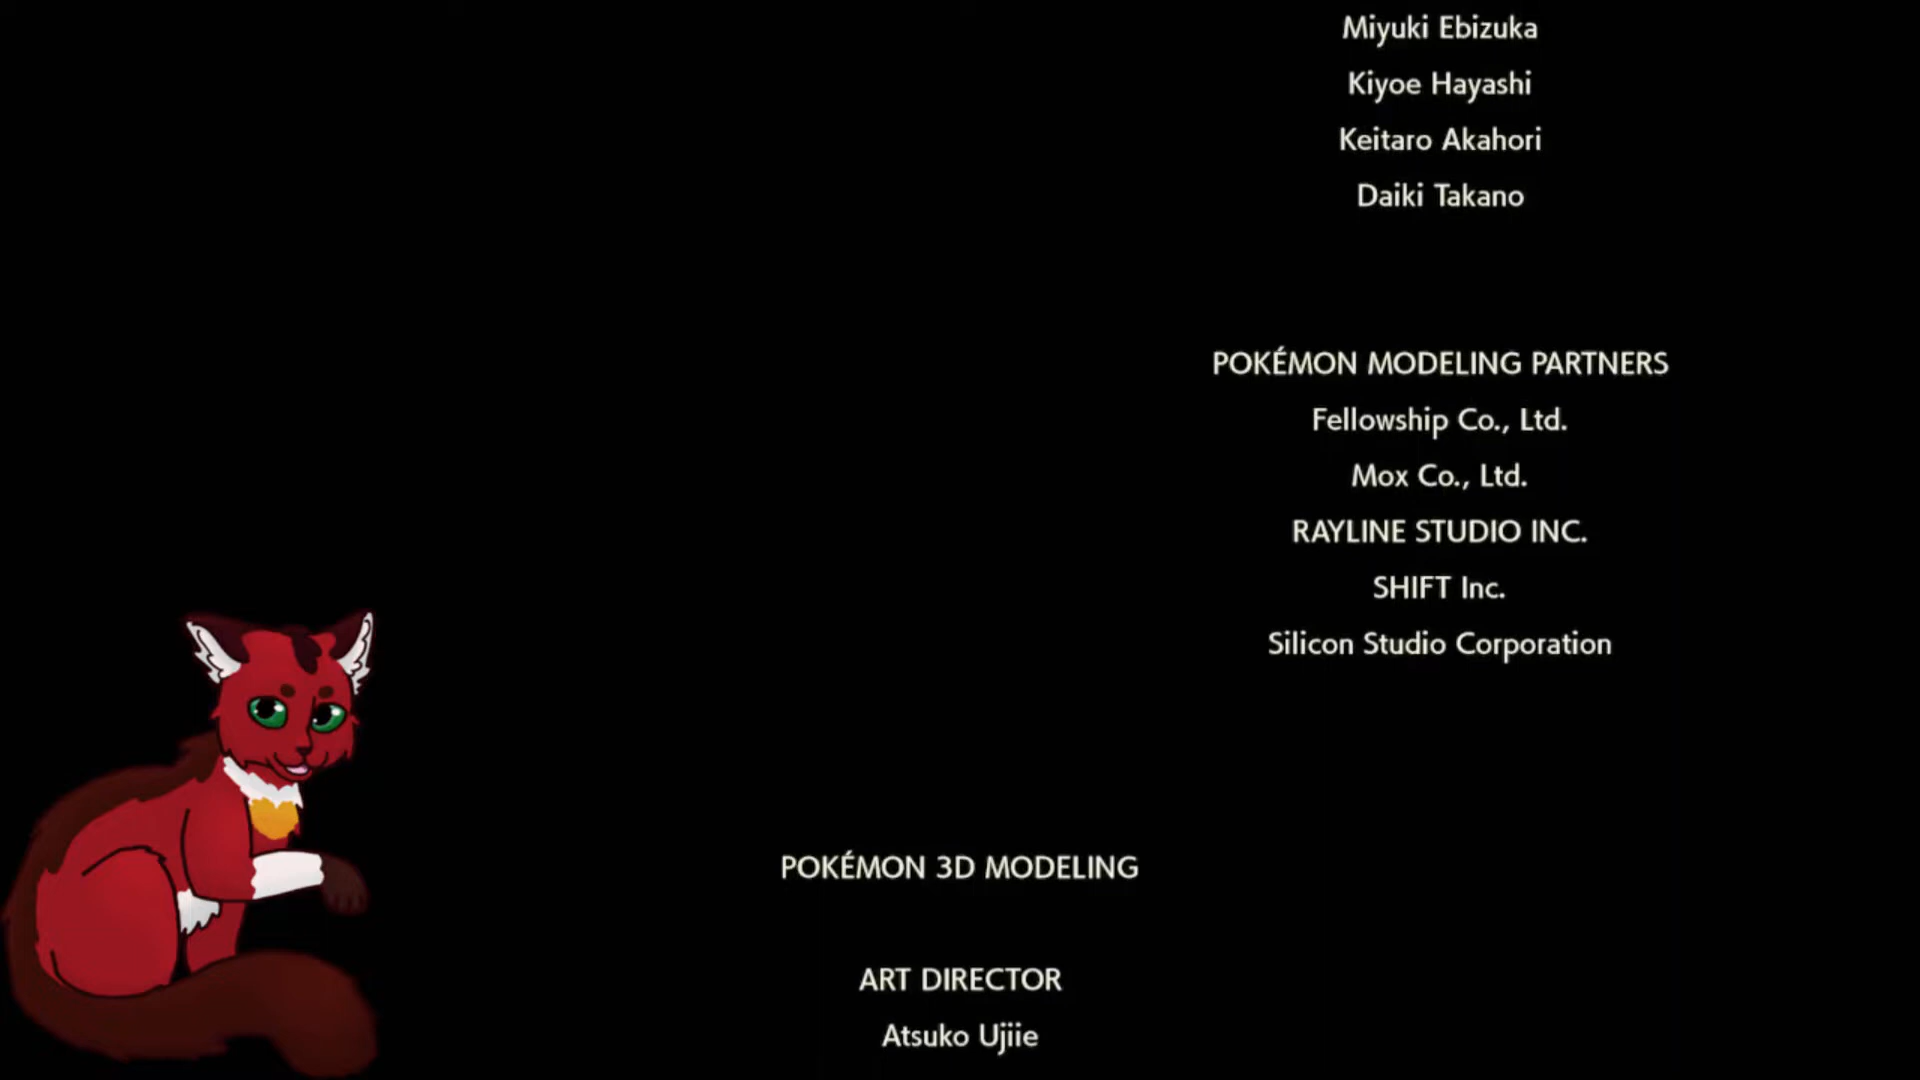 Miyuki Ebizuka
Kiyoe Hayashi
Keitaro Akahori
Daiki Takano
POKÉMON MODELING PARTNERS
Fellowship Co., Ltd.
Mox Co., Ltd.
RAYLINE STUDIO INC.
SHIFT Inc.
Silicon Studio Corporation
POKÉMON 3D MODELING
ART DIRECTOR
Atsuko Ujiie